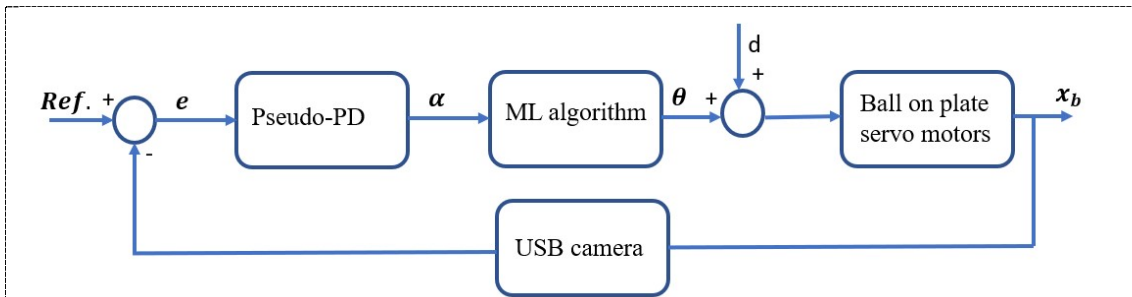 Ref. +
-
e
Pseudo-PD
α
ML algorithm
θ
+
d
+
Ball on plate
servo motors
x_b
USB camera